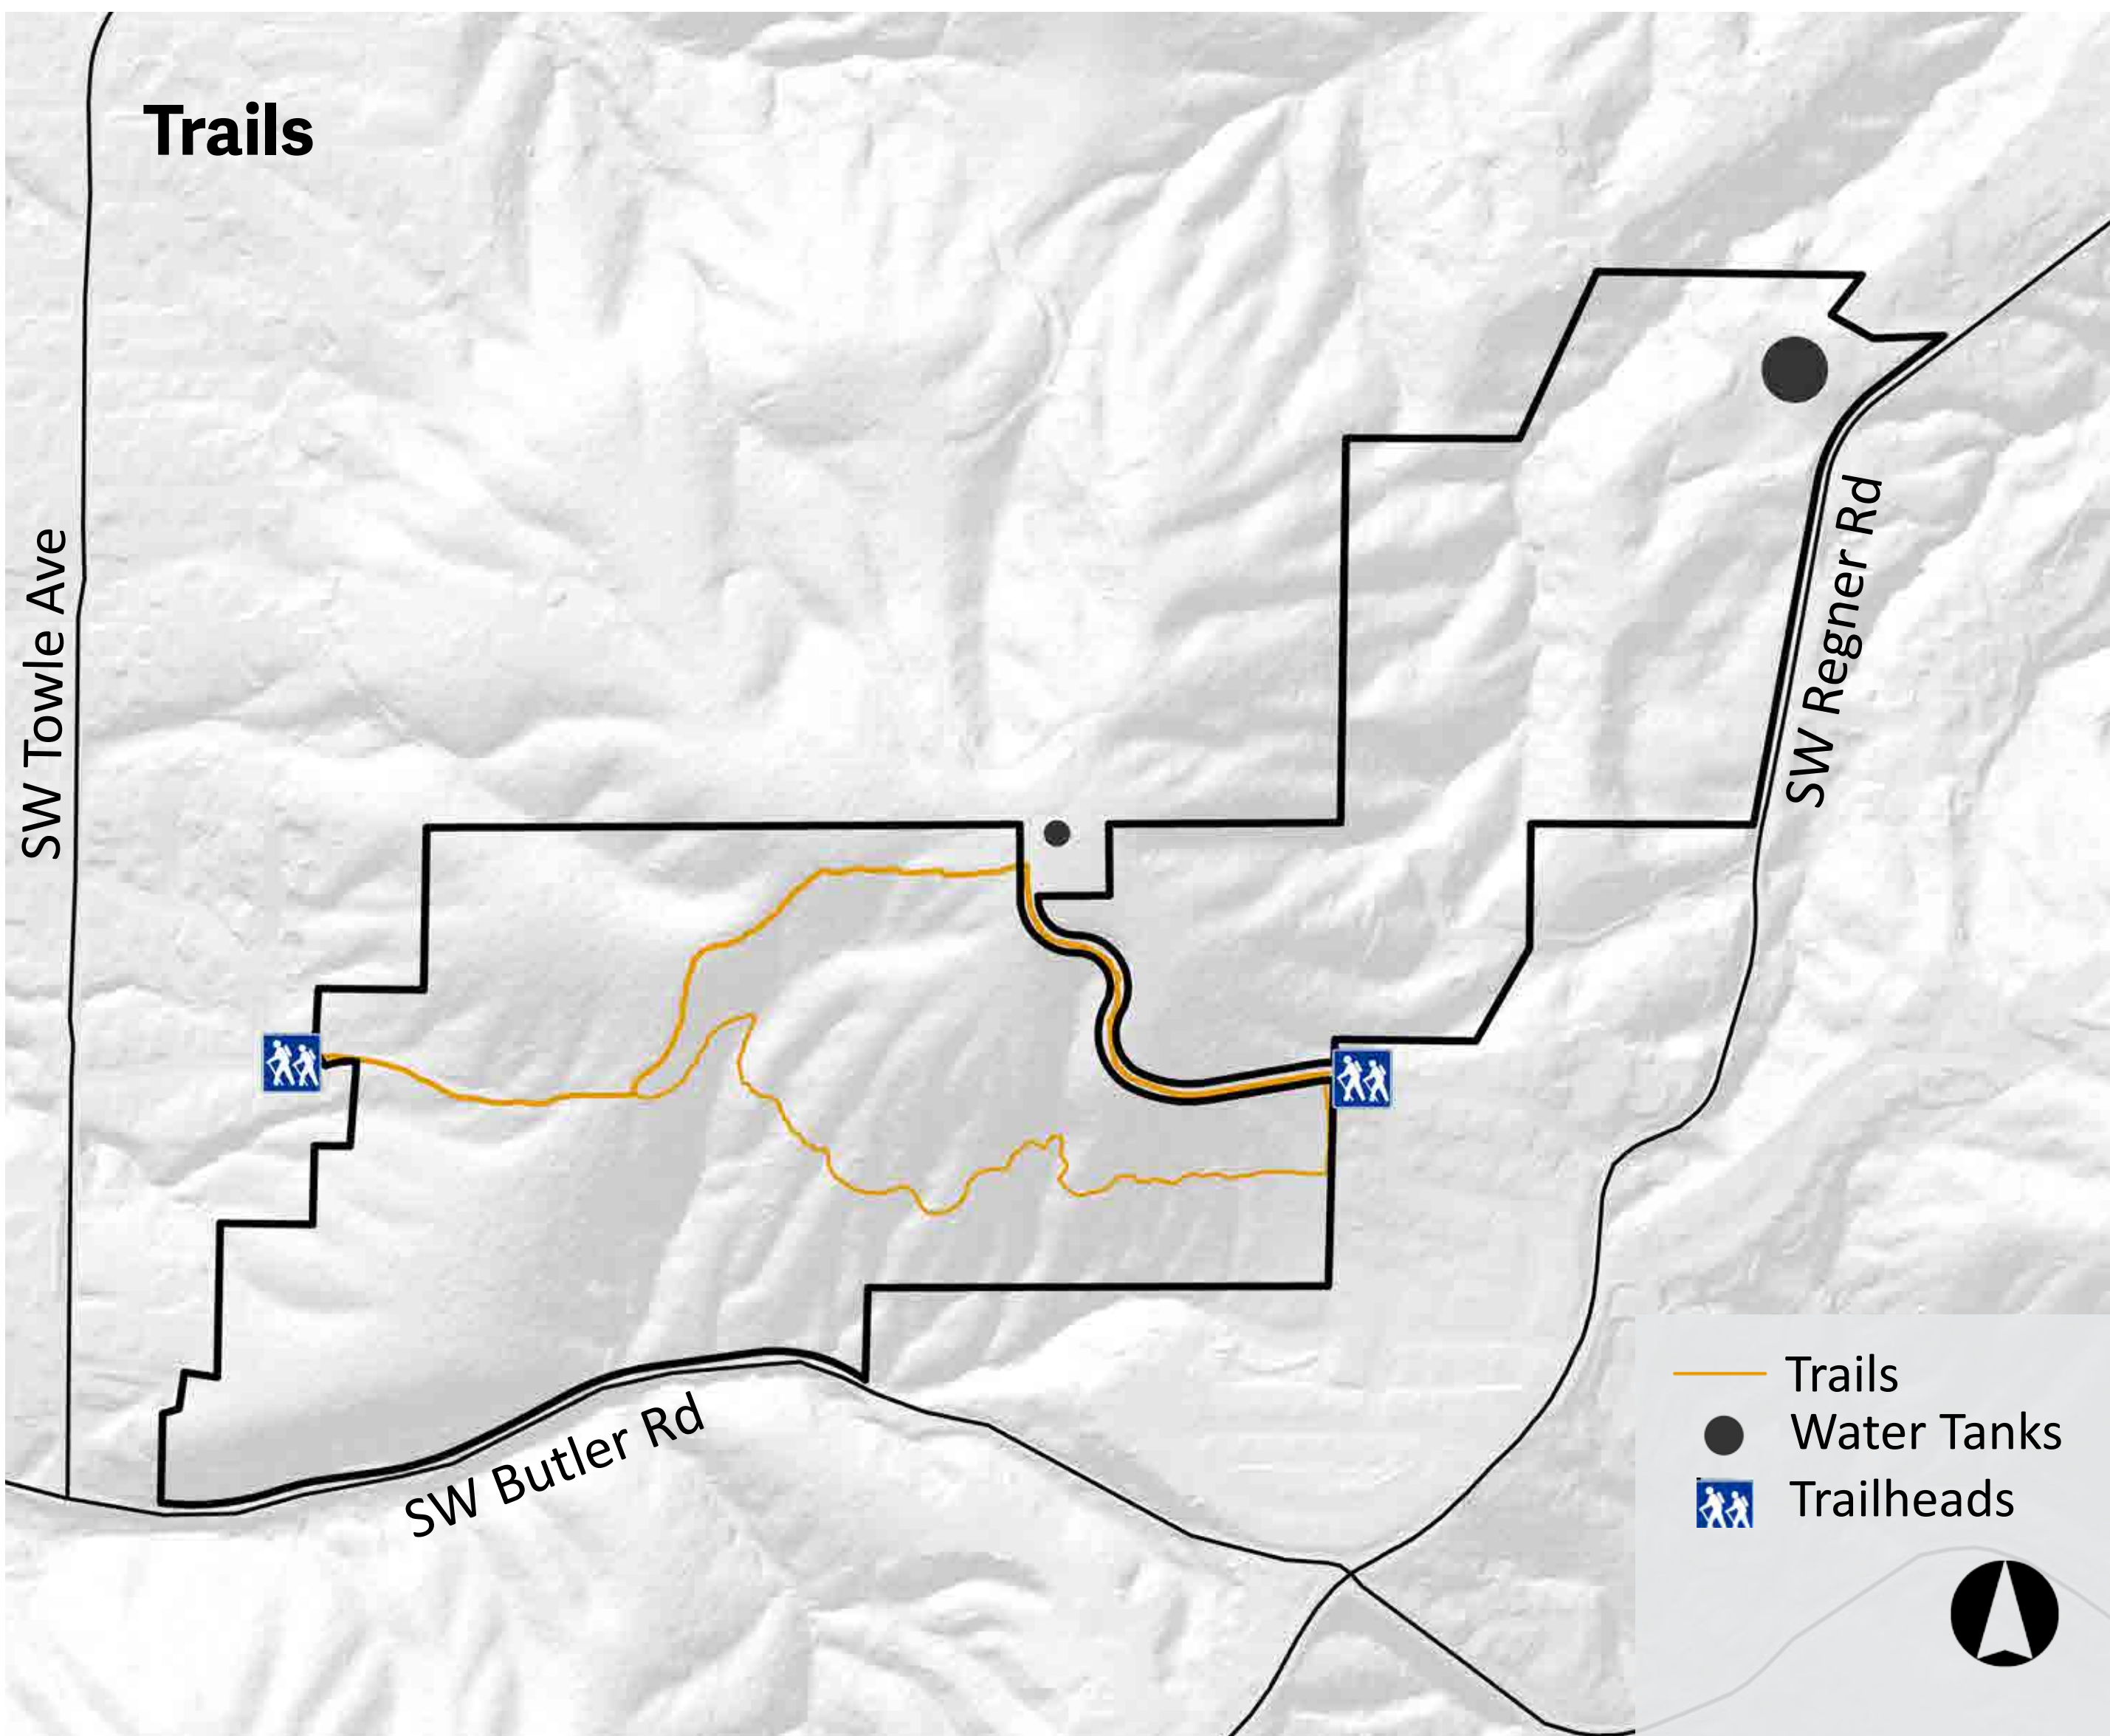 Trails
SW Towle Ave
SW Regner Rd
SW Butler Rd
Trails
Water Tanks
Trailheads